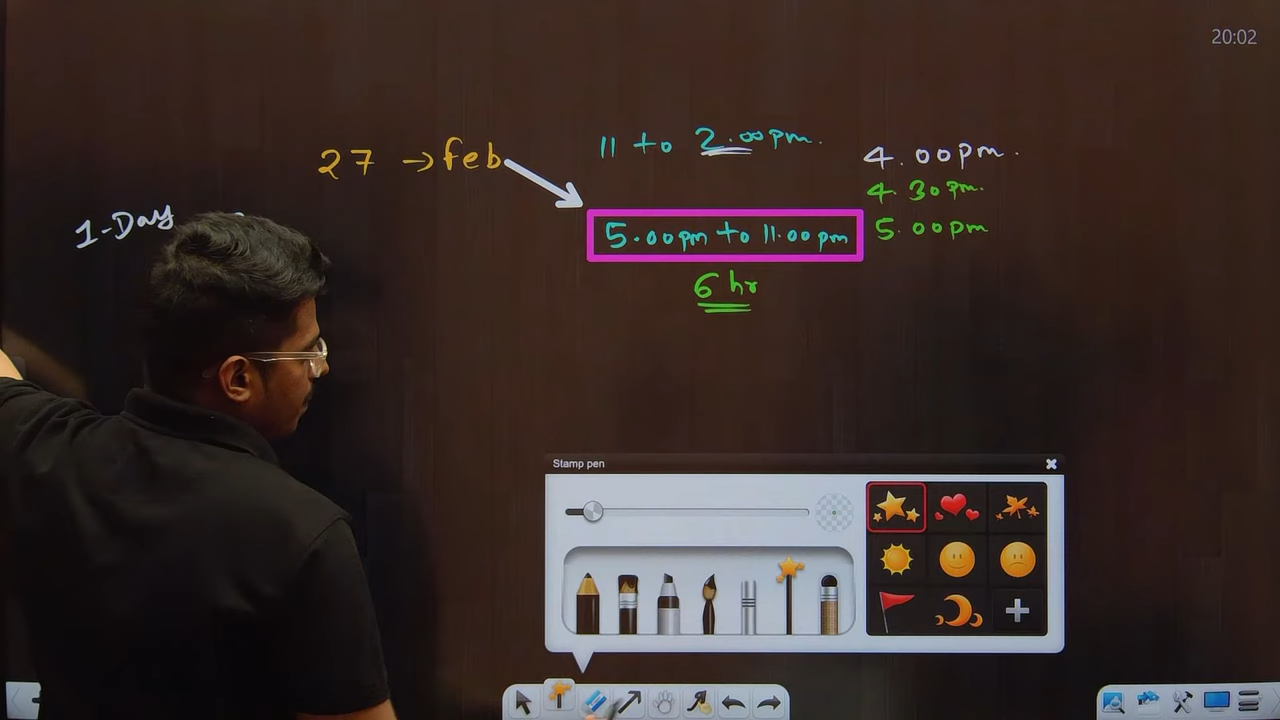 20:02
11 to 2.00pm.
27 → feb
4.00pm.
4.30pm.
1-Day
5.00pm to 11.00pm
5.00pm
6 hr
Stamp pen